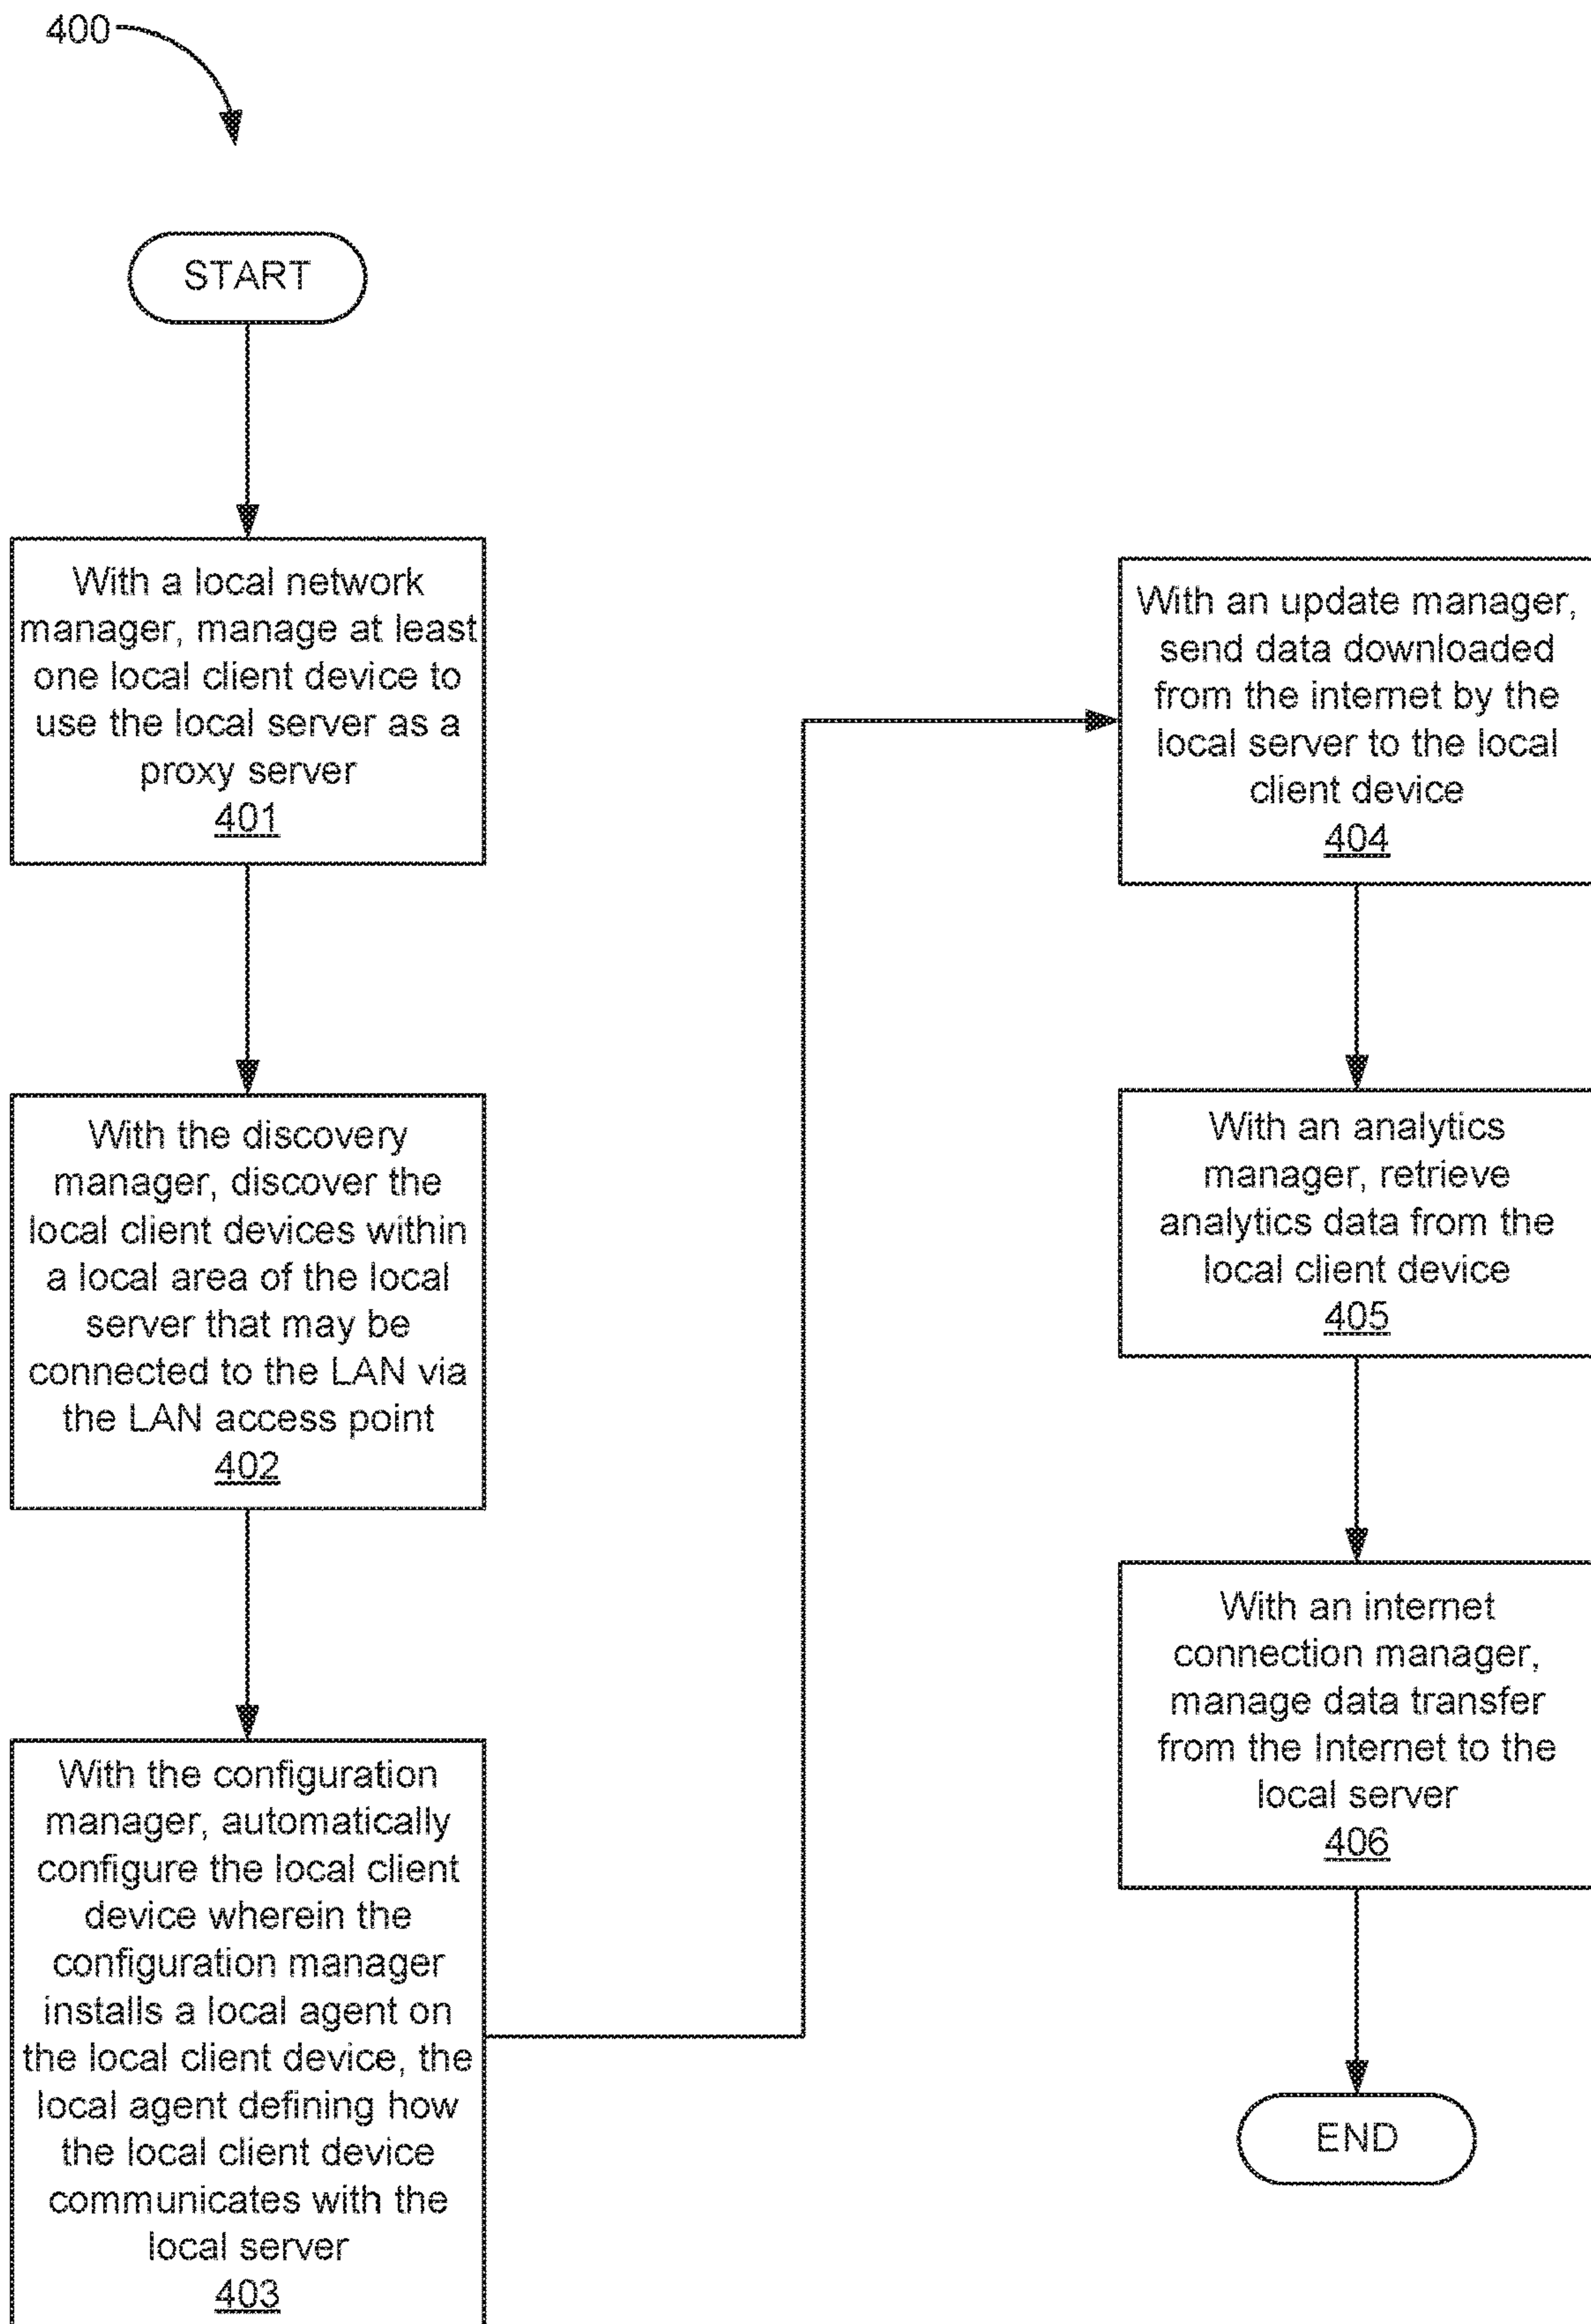 400
START
With a local network
manager, manage at least
one local client device to
use the local server as a
proxy server
401
With the discovery
manager, discover the
local client devices within
a local area of the local
server that may be
connected to the LAN via
the LAN access point
402
With the configuration
manager, automatically
configure the local client
device wherein the
configuration manager
installs a local agent on
the local client device, the
local agent defining how
the local client device
communicates with the
local server
403
With an update manager,
send data downloaded
from the internet by the
local server to the local
client device
404
With an analytics
manager, retrieve
analytics data from the
local client device
405
With an internet
connection manager,
manage data transfer
from the Internet to the
local server
406
END